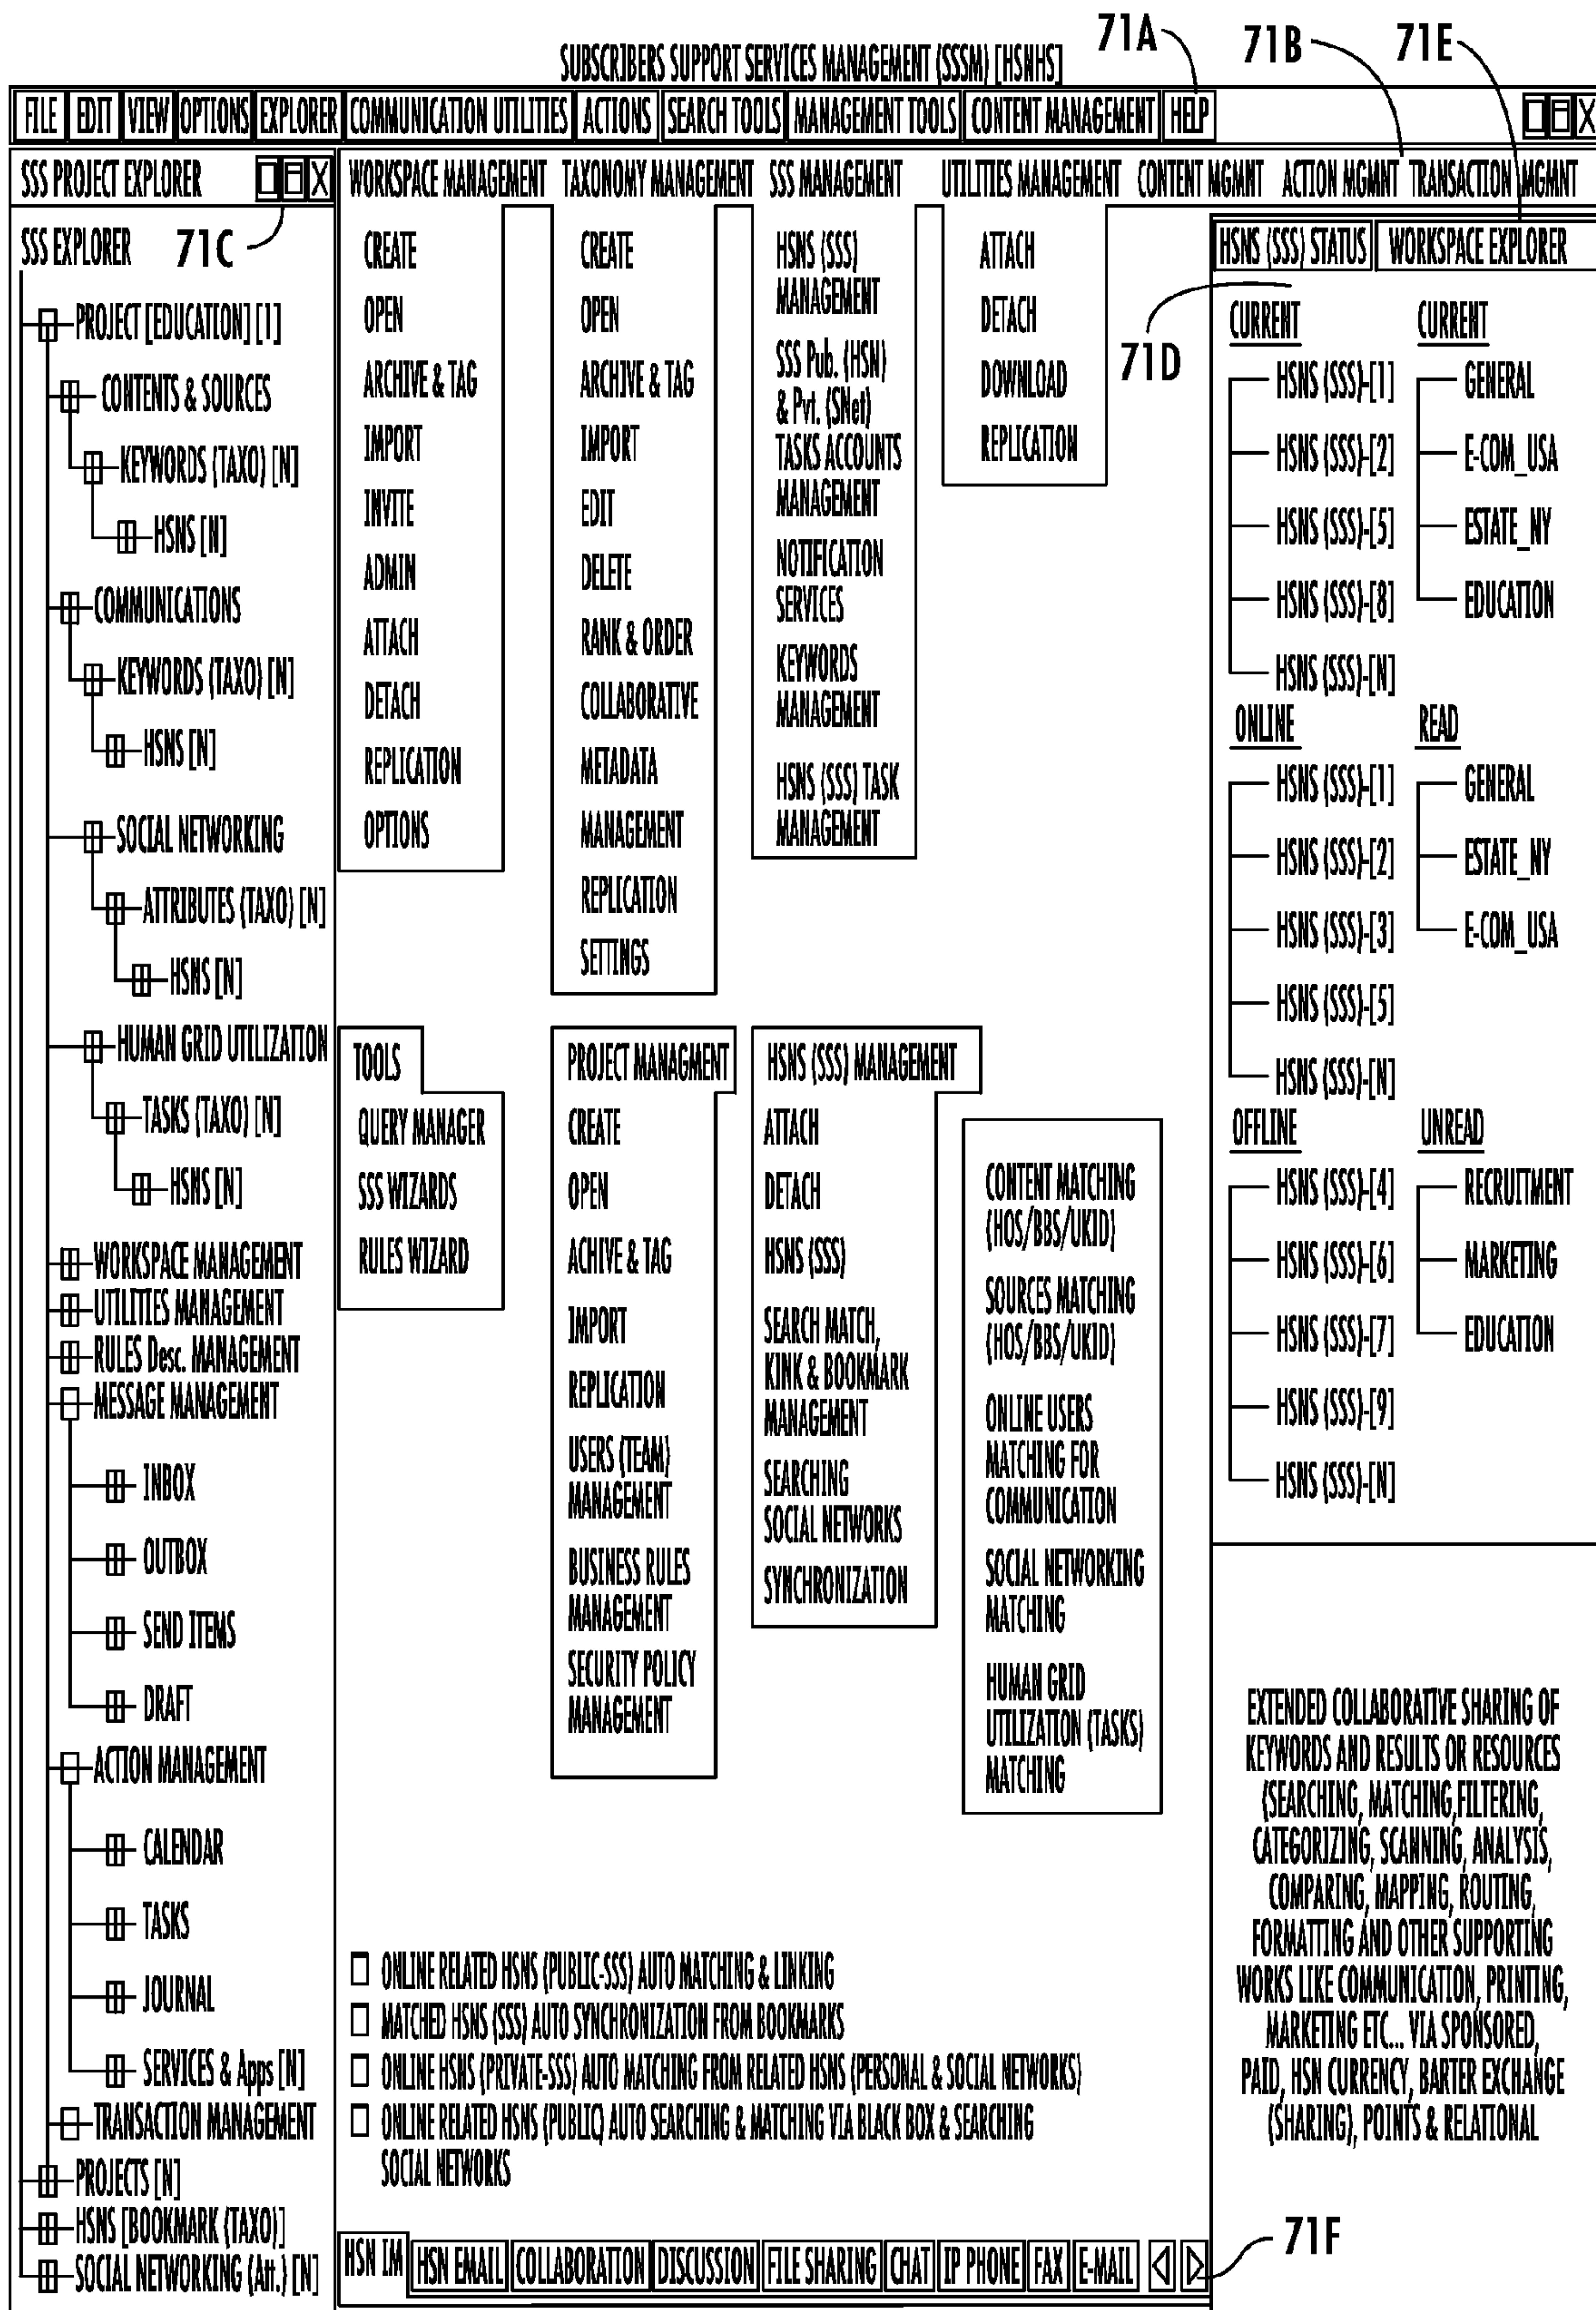 71A
71B
71E
SUBSCRIBERS SUPPORT SERVICES MANAGEMENT (SSSM) [HSNHS]
FILE EDIT VIEW OPTIONS EXPLORER COMMUNICATION UTILITIES ACTIONS SEARCH TOOLS MANAGEMENT TOOLS CONTENT MANAGEMENT HELP
SSS PROJECT EXPLORER
71C
SSS EXPLORER
PROJECT [EDUCATION] [1]
CONTENTS & SOURCES
KEYWORDS (TAXO) [N]
HSNS [N]
COMMUNICATIONS
KEYWORDS (TAXO) [N]
HSNS [N]
SOCIAL NETWORKING
ATTRIBUTES (TAXO) [N]
HSNS [N]
HUMAN GRID UTILIZATION
TASKS (TAXO) [N]
HSNS [N]
WORKSPACE MANAGEMENT
UTILITIES MANAGEMENT
RULES Desc. MANAGEMENT
MESSAGE MANAGEMENT
INBOX
OUTBOX
SEND ITEMS
DRAFT
ACTION MANAGEMENT
CALENDAR
TASKS
JOURNAL
SERVICES & Apps [N]
TRANSACTION MANAGEMENT
PROJECTS [N]
HSNS [BOOKMARK (TAXO)]
SOCIAL NETWORKING (Att.) [N]
WORKSPACE MANAGEMENT TAXONOMY MANAGEMENT SSS MANAGEMENT UTILITIES MANAGEMENT CONTENT MGMNT ACTION MGMNT TRANSACTION MGMNT
CREATE
OPEN
ARCHIVE & TAG
IMPORT
INVITE
ADMIN
ATTACH
DETACH
REPLICATION
OPTIONS
CREATE
OPEN
ARCHIVE & TAG
IMPORT
EDIT
DELETE
RANK & ORDER
COLLABORATIVE
METADATA
MANAGEMENT
REPLICATION
SETTINGS
HSNS (SSS)
MANAGEMENT
SSS Pub. (HSN)
& Pvt. (SNet)
TASKS ACCOUNTS
MANAGEMENT
NOTIFICATION
SERVICES
KEYWORDS
MANAGEMENT
HSNS (SSS) TASK
MANAGEMENT
ATTACH
DETACH
DOWNLOAD
REPLICATION
TOOLS
QUERY MANAGER
SSS WIZARDS
RULES WIZARD
PROJECT MANAGMENT
CREATE
OPEN
ACHIVE & TAG
IMPORT
REPLICATION
USERS (TEAM)
MANAGEMENT
BUSINESS RULES
MANAGEMENT
SECURITY POLICY
MANAGEMENT
HSNS (SSS) MANAGEMENT
ATTACH
DETACH
HSNS (SSS)
SEARCH MATCH,
KINK & BOOKMARK
MANAGEMENT
SEARCHING
SOCIAL NETWORKS
SYNCHRONIZATION
CONTENT MATCHING
(HOS/BBS/UKID)
SOURCES MATCHING
(HOS/BBS/UKID)
ONLINE USERS
MATCHING FOR
COMMUNICATION
SOCIAL NETWORKING
MATCHING
HUMAN GRID
UTILIZATION (TASKS)
MATCHING
ONLINE RELATED HSNS (PUBLIC-SSS) AUTO MATCHING & LINKING
MATCHED HSNS (SSS) AUTO SYNCHRONIZATION FROM BOOKMARKS
ONLINE HSNS (PRIVATE-SSS) AUTO MATCHING FROM RELATED HSNS (PERSONAL & SOCIAL NETWORKS)
ONLINE RELATED HSNS (PUBLIC) AUTO SEARCHING & MATCHING VIA BLACK BOX & SEARCHING
SOCIAL NETWORKS
HSN IM HSN EMAIL COLLABORATION DISCUSSION FILE SHARING CHAT IP PHONE FAX E-MAIL
HSNS (SSS) STATUS WORKSPACE EXPLORER
71D
CURRENT
HSNS (SSS)-[1]
HSNS (SSS)-[2]
HSNS (SSS)-[5]
HSNS (SSS)-[8]
HSNS (SSS)-[N]
ONLINE
HSNS (SSS)-[1]
HSNS (SSS)-[2]
HSNS (SSS)-[3]
HSNS (SSS)-[5]
HSNS (SSS)-[N]
OFFLINE
HSNS (SSS)-[4]
HSNS (SSS)-[6]
HSNS (SSS)-[7]
HSNS (SSS)-[9]
HSNS (SSS)-[N]
CURRENT
GENERAL
E-COM_USA
ESTATE_NY
EDUCATION
READ
GENERAL
ESTATE_NY
E-COM_USA
UNREAD
RECRUITMENT
MARKETING
EDUCATION
EXTENDED COLLABORATIVE SHARING OF
KEYWORDS AND RESULTS OR RESOURCES
(SEARCHING, MATCHING,FILTERING,
CATEGORIZING, SCANNING, ANALYSIS,
COMPARING, MAPPING, ROUTING,
FORMATTING AND OTHER SUPPORTING
WORKS LIKE COMMUNICATION, PRINTING,
MARKETING ETC... VIA SPONSORED,
PAID, HSN CURRENCY, BARTER EXCHANGE
(SHARING), POINTS & RELATIONAL
71F